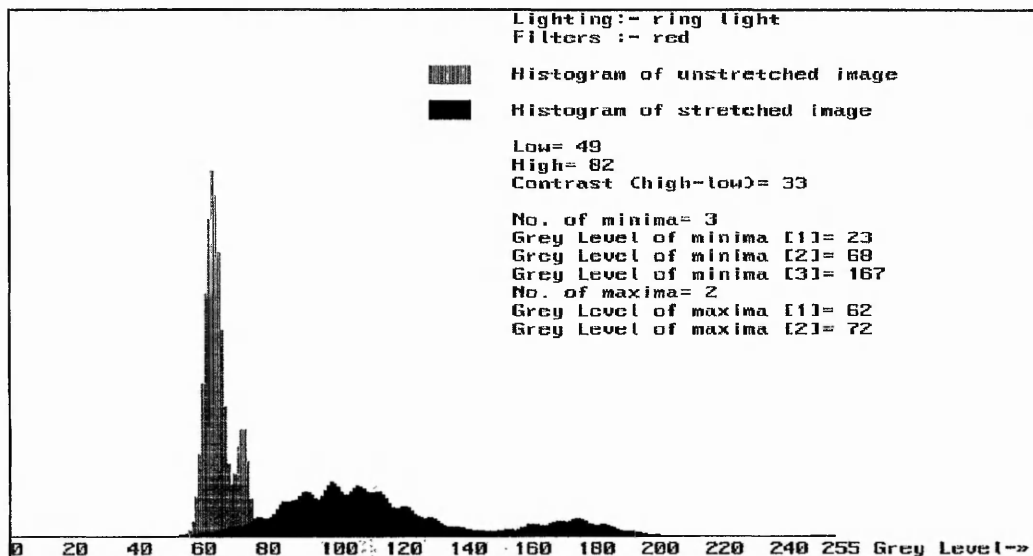 Lighting:- ring light
Filters :- red
Histogram of unstretched image
Histogram of stretched image
Low= 49
High= 82
Contrast (high-low)= 33
No. of minima= 3
Grey Level of minima [1]= 23
Grey Level of minima [2]= 68
Grey Level of minima [3]= 167
No. of maxima= 2
Grey Level of maxima [1]= 62
Grey Level of maxima [2]= 72
0 20 40 60 80 100 120 140 160 180 200 220 240 255 Grey Level->